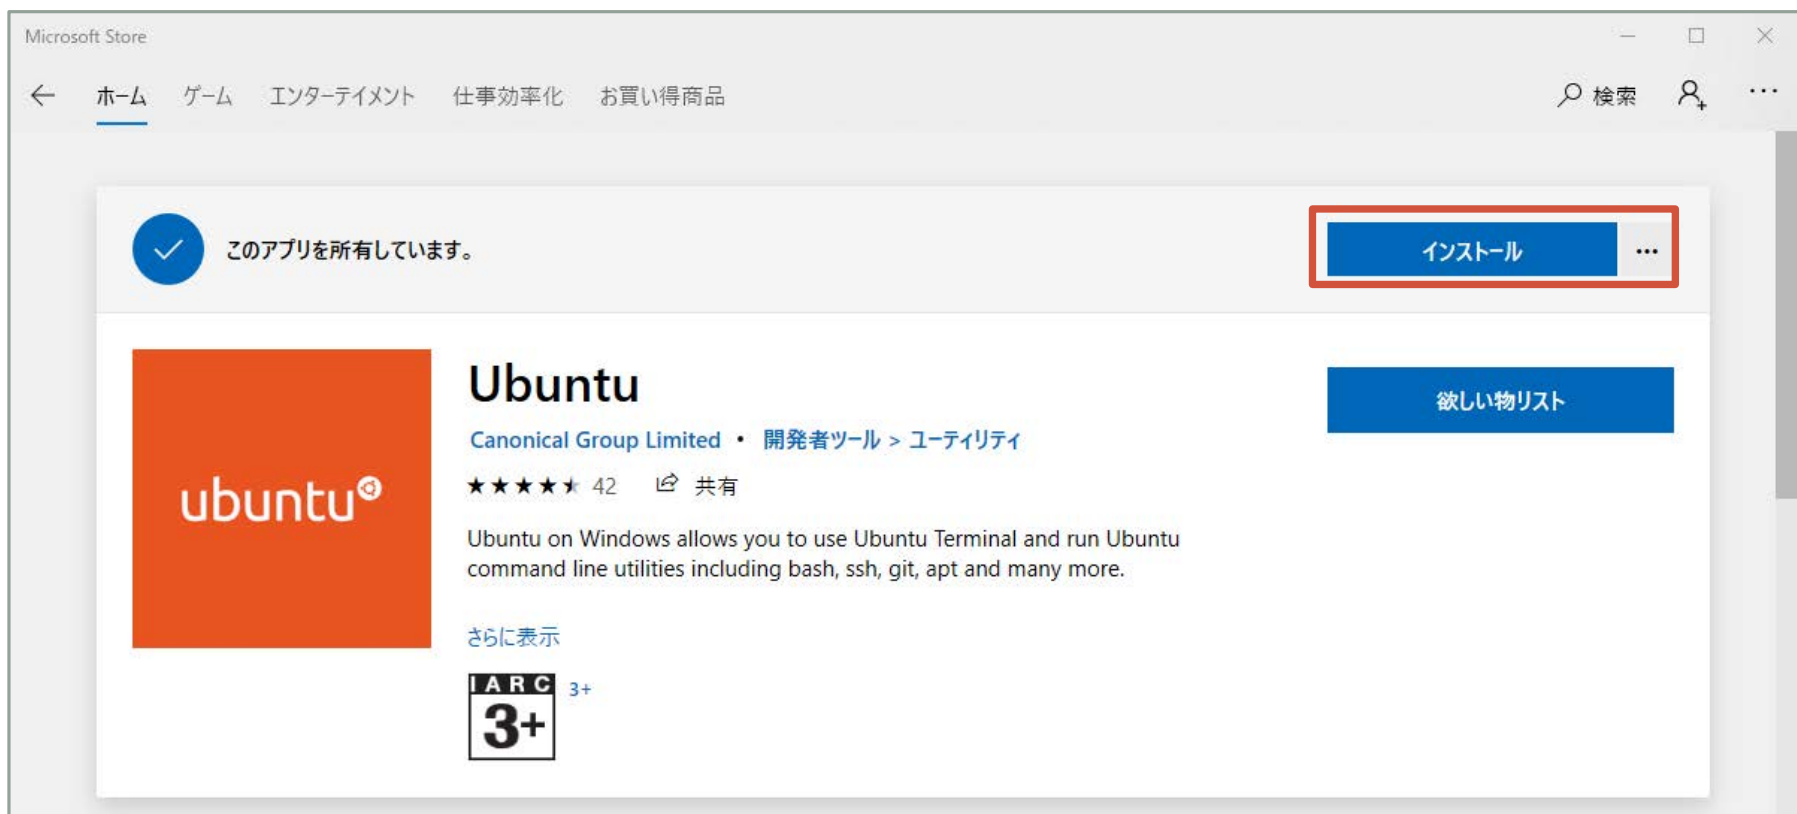 Microsoft Store
ホーム ゲーム エンターテイメント 仕事効率化 お買い得商品 検索
このアプリを所有しています。 インストール
Ubuntu
欲しい物リスト
Canonical Group Limited • 開発者ツール > ユーティリティ
42 共有
ubuntu
Ubuntu on Windows allows you to use Ubuntu Terminal and run Ubuntu
command line utilities including bash, ssh, git, apt and many more.
さらに表示
IARC
3+
3+